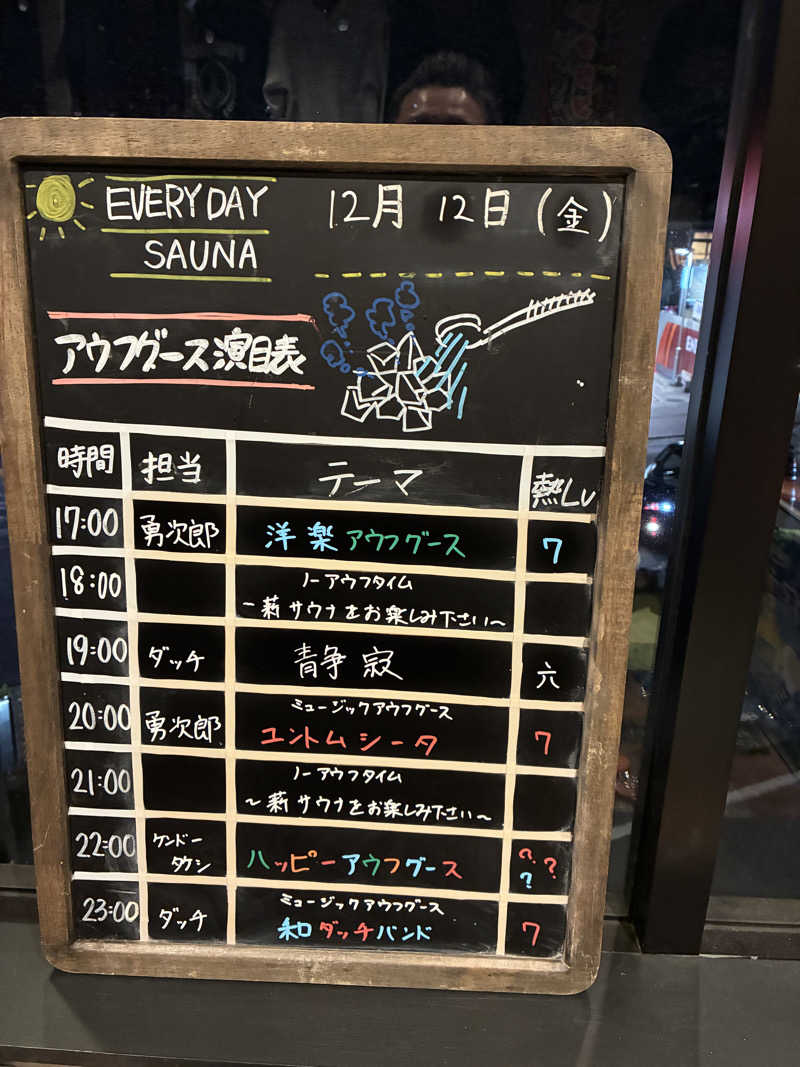 EVERYDAY
SAUNA
12月 12日 (金)
アウフグース演目表
時間 担当 テーマ 熱Lv
17:00 勇次郎 洋楽アウフグース 7
18:00 ノーアウフタイム
～薪サウナをお楽しみ下さい～
19:00 ダッチ 静寂 六
20:00 勇次郎 ミュージックアウフグース
ユントムシータ 7
21:00 ノーアウフタイム
～薪サウナをお楽しみ下さい～
22:00 ケンドー
タケシ ハッピーアウフグース ???
23:00 ダッチ ミュージックアウフグース
和ダッチバンド 7